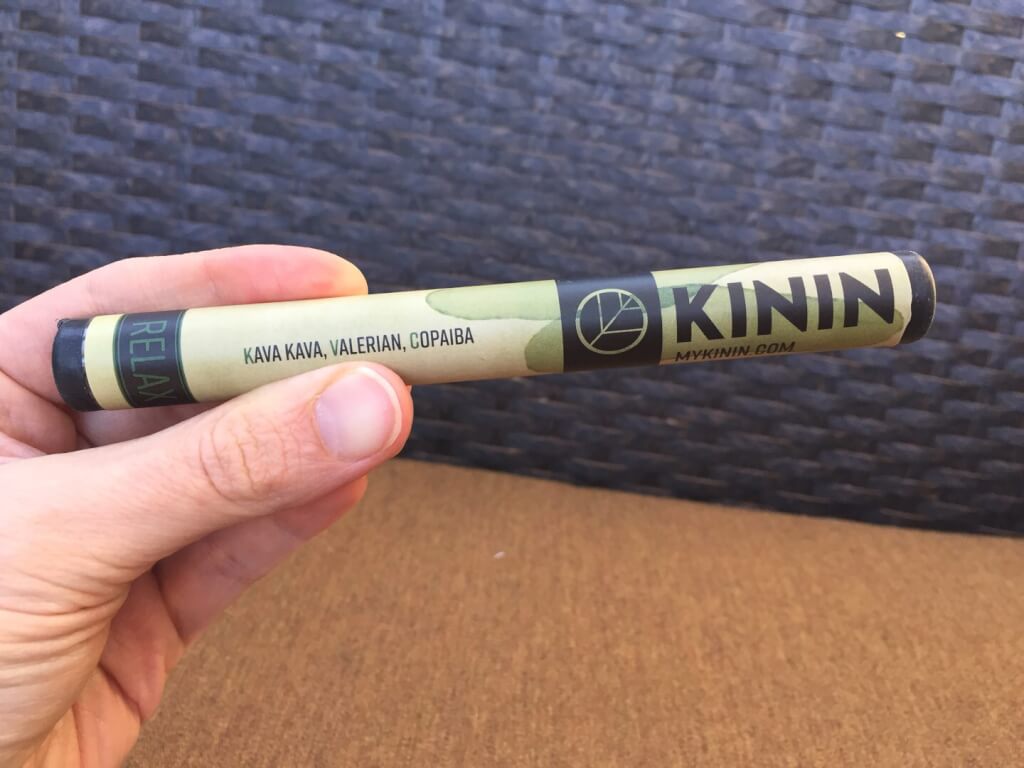 RELAX
KAVA KAVA, VALERIAN, COPAIBA
KININ
MYKININ.COM